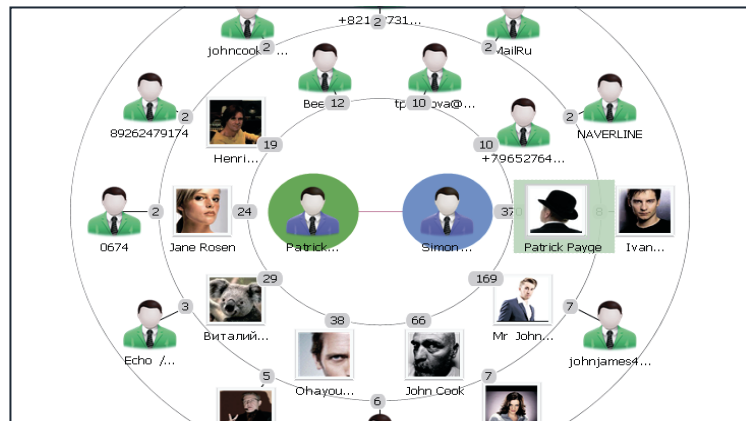 +821 731...
2
johncook ...
2
2
MailRu
Bee
12
10
tp ova@...
89262479174
2
2
NAVERLINE
Henri...
19
10
+79652764...
0674
2
Jane Rosen
24
Patrick...
Simon ...
370
Patrick Payge
8
Ivan...
29
169
Виталий...
Mr John...
3
7
Echo /...
johnjames4...
38
66
Ohayou...
John Cook
5
7
6